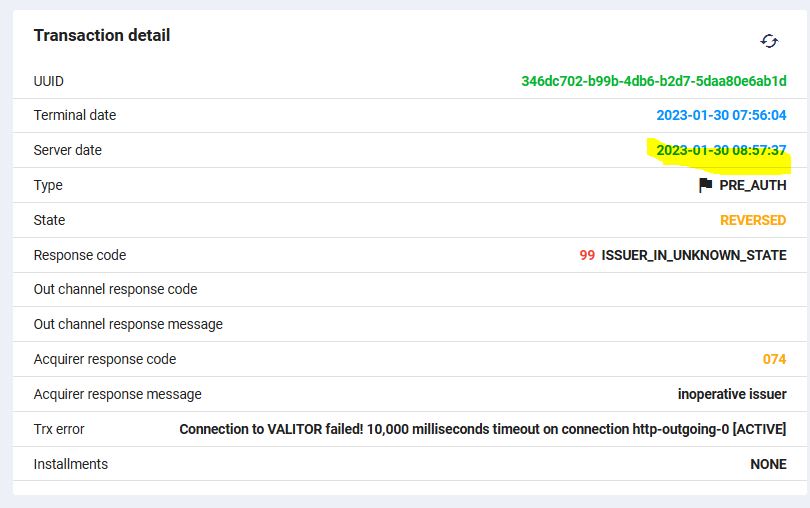 Transaction detail
UUID 346dc702-b99b-4db6-b2d7-5daa80e6ab1d
Terminal date 2023-01-30 07:56:04
Server date 2023-01-30 08:57:37
Type PRE_AUTH
State REVERSED
Response code 99 ISSUER_IN_UNKNOWN_STATE
Out channel response code
Out channel response message
Acquirer response code 074
Acquirer response message inoperative issuer
Trx error Connection to VALITOR failed! 10,000 milliseconds timeout on connection http-outgoing-0 [ACTIVE]
Installments NONE